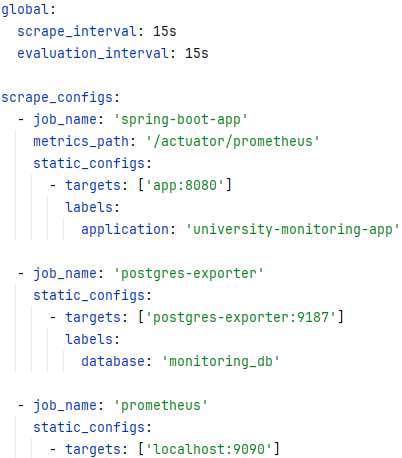 global:
  scrape_interval: 15s
  evaluation_interval: 15s

scrape_configs:
  - job_name: 'spring-boot-app'
    metrics_path: '/actuator/prometheus'
    static_configs:
      - targets: ['app:8080']
        labels:
          application: 'university-monitoring-app'

  - job_name: 'postgres-exporter'
    static_configs:
      - targets: ['postgres-exporter:9187']
        labels:
          database: 'monitoring_db'

  - job_name: 'prometheus'
    static_configs:
      - targets: ['localhost:9090']